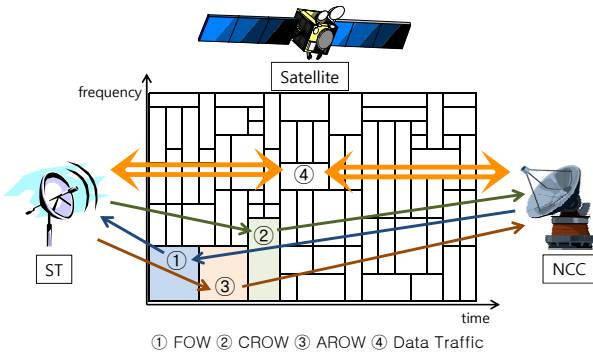 Satellite
frequency
④
②
①
③
ST
NCC
time
① FOW ② CROW ③ AROW ④ Data Traffic